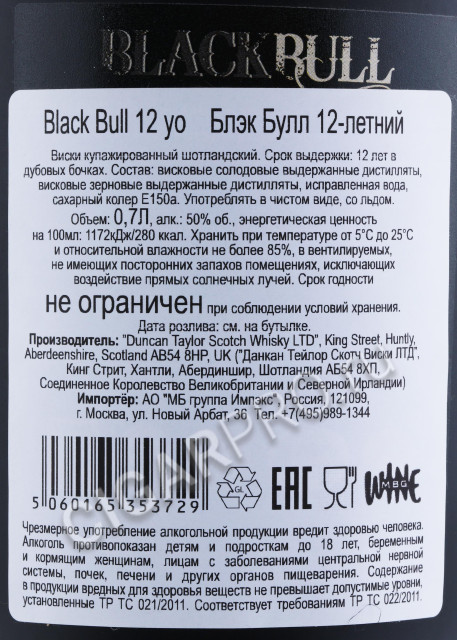 BLACK BULL
Black Bull 12 yo Блэк Булл 12-летний
Виски купажированный шотландский. Срок выдержки: 12 лет в
дубовых бочках. Состав: висковые солодовые выдержанные дистилляты,
висковые зерновые выдержанные дистилляты, исправленная вода,
сахарный колер Е150а. Употреблять в чистом виде, со льдом.
Объем: 0,7Л, алк.: 50% об., энергетическая ценность
на 100мл: 1172кДж/280 ккал. Хранить при температуре от 5°С до 25°С
и относительной влажности не более 85%, в вентилируемых,
не имеющих посторонних запахов помещениях, исключающих
воздействие прямых солнечных лучей. Срок годности
не ограничен при соблюдении условий хранения.
Дата розлива: см. на бутылке.
Производитель: "Duncan Taylor Scotch Whisky LTD", King Street, Huntly,
Aberdeenshire, Scotland AB54 8HP, UK ("Данкан Тейлор Скотч Виски ЛТД",
Кинг Стрит, Хантли, Абердиншир, Шотландия АБ54 8ХП,
Соединенное Королевство Великобритании и Северной Ирландии)
Импортёр: АО "МБ группа Импэкс", Россия, 121099,
г. Москва, ул. Новый Арбат, 36 Тел. +7(495)989-1344
5 060165 353729
GL
EAC
WINE
MBG
Чрезмерное употребление алкогольной продукции вредит здоровью человека.
Алкоголь противопоказан детям и подросткам до 18 лет, беременным
и кормящим женщинам, лицам с заболеваниями центральной нервной
системы, почек, печени и других органов пищеварения. Содержание
в продукции вредных для здоровья веществ не превышает допустимые уровни,
установленные ТР ТС 021/2011. Соответствует требованиям ТР ТС 022/2011.
CIGARPRO.ru